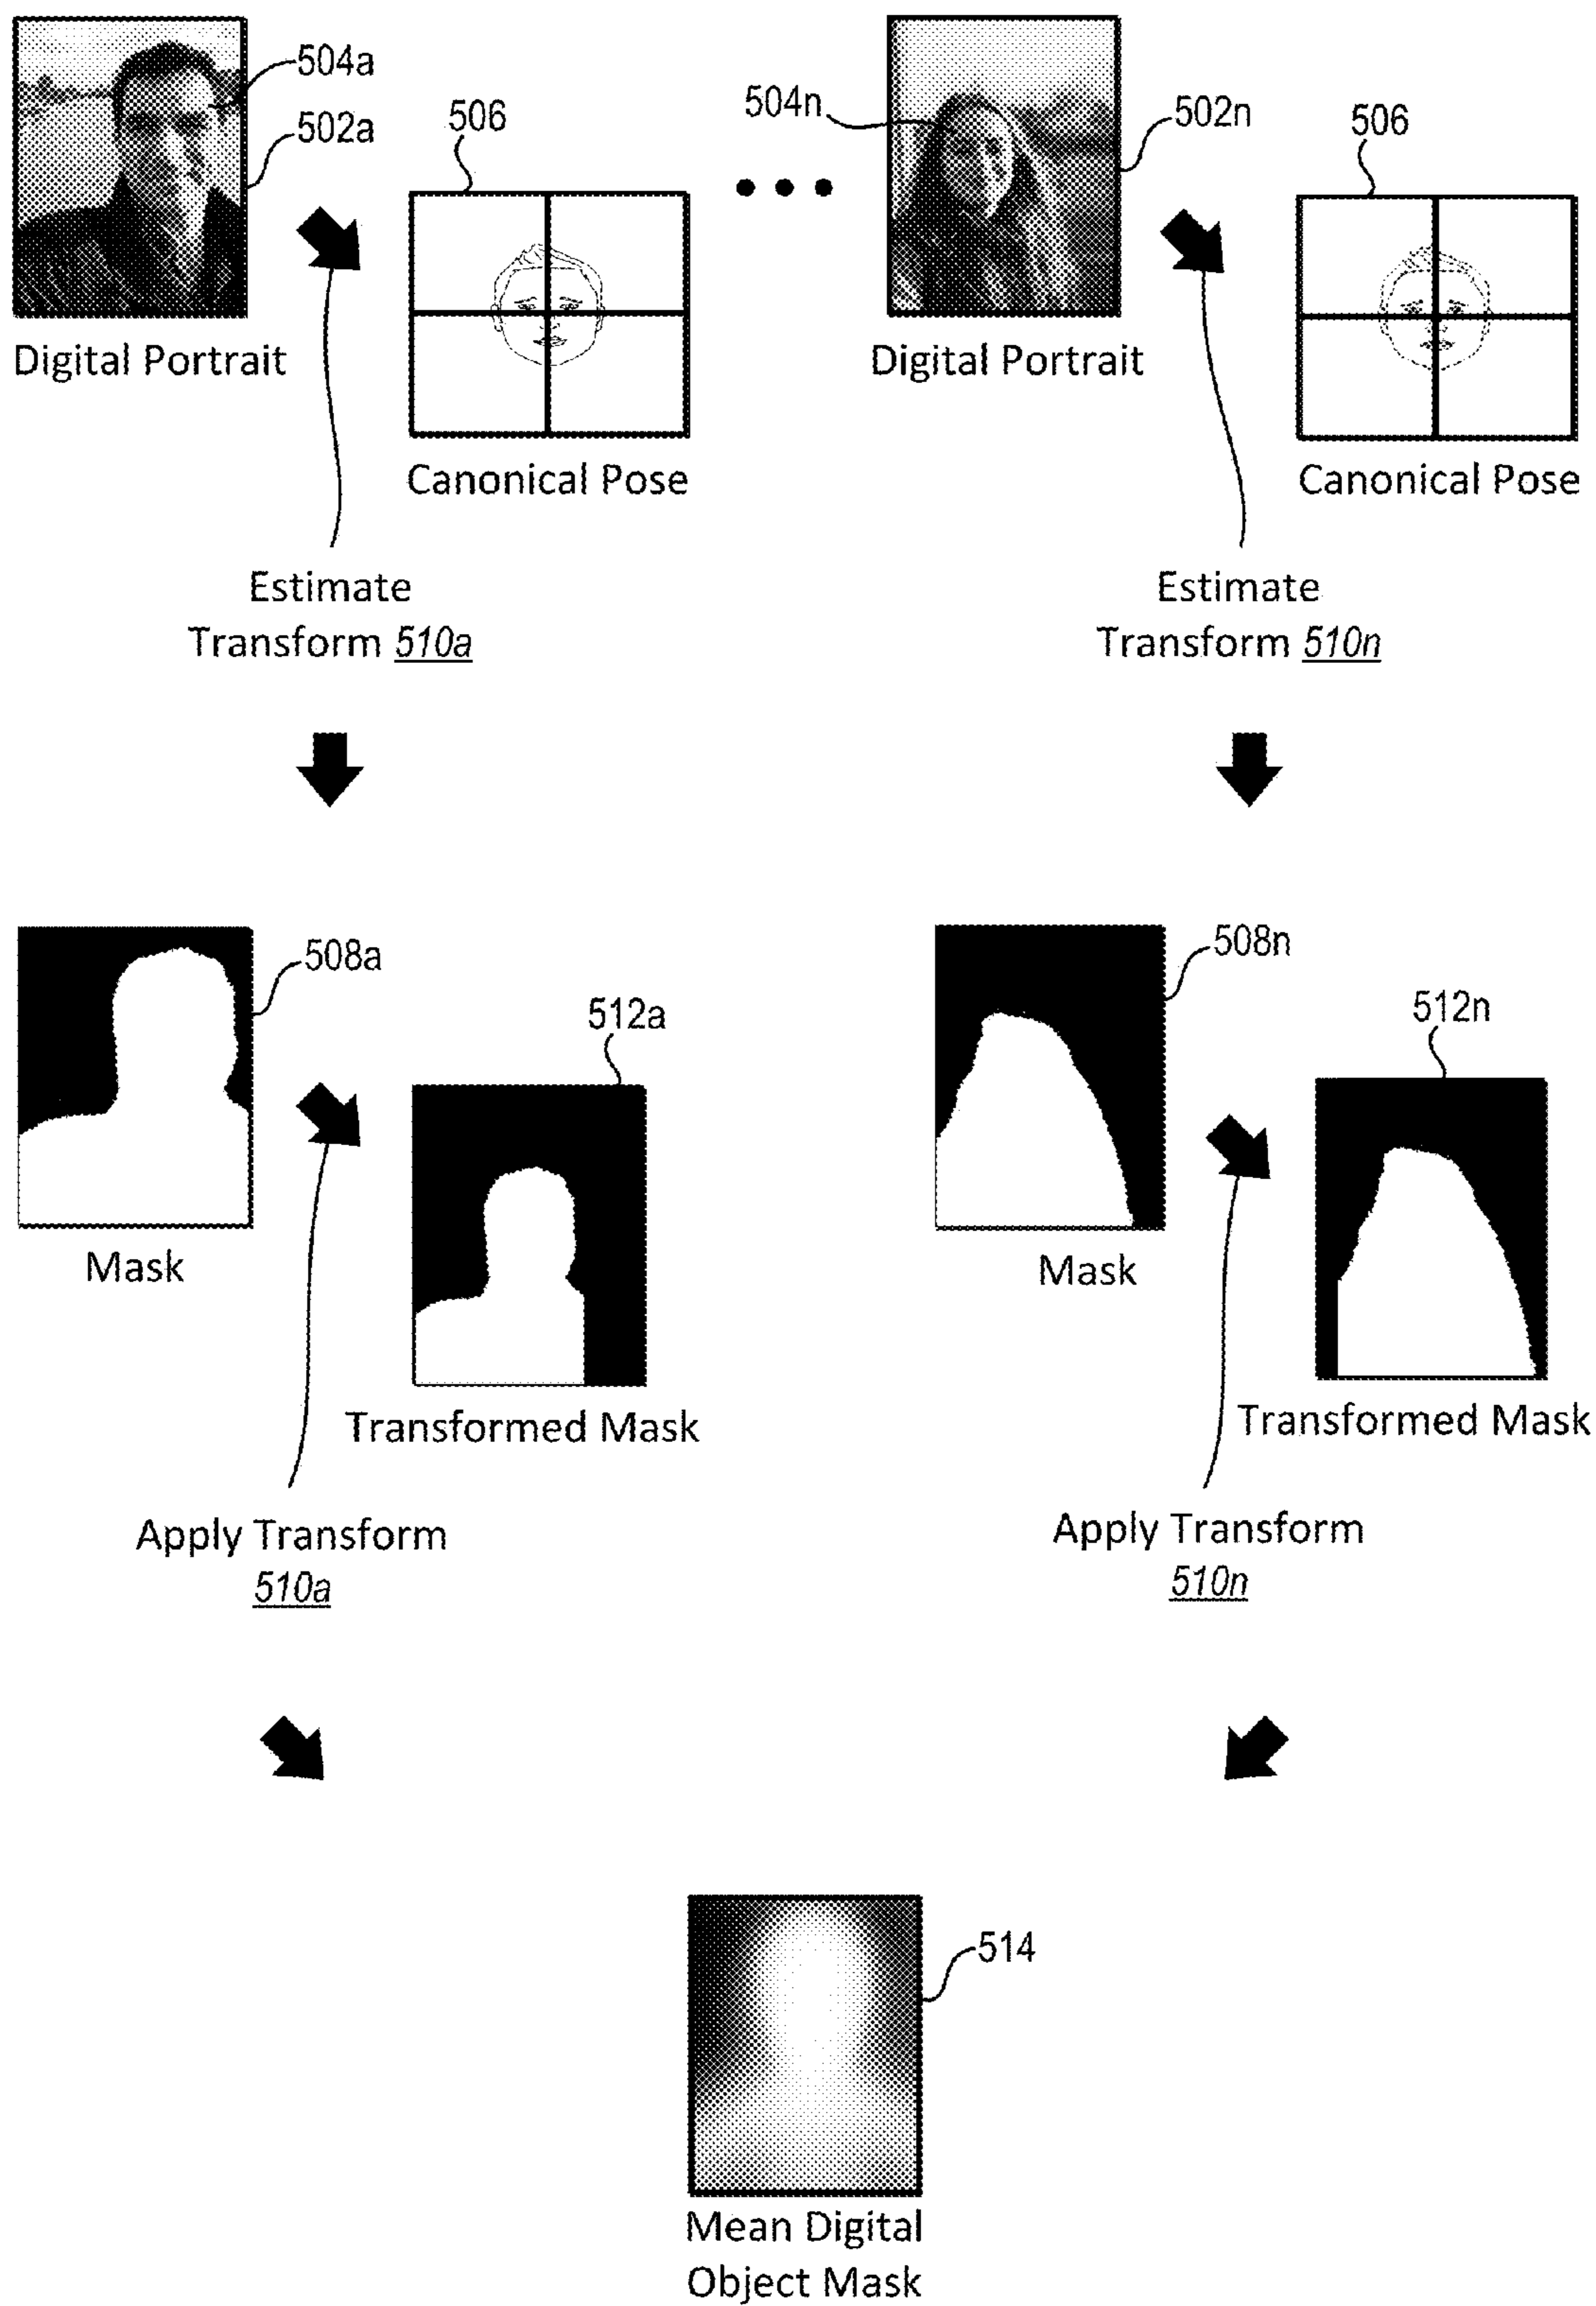 504a
502a
506
504n
502n
506
Digital Portrait
Canonical Pose
Digital Portrait
Canonical Pose
Estimate
Transform 510a
Estimate
Transform 510n
508a
512a
508n
512n
Mask
Transformed Mask
Mask
Transformed Mask
Apply Transform
510a
Apply Transform
510n
514
Mean Digital
Object Mask